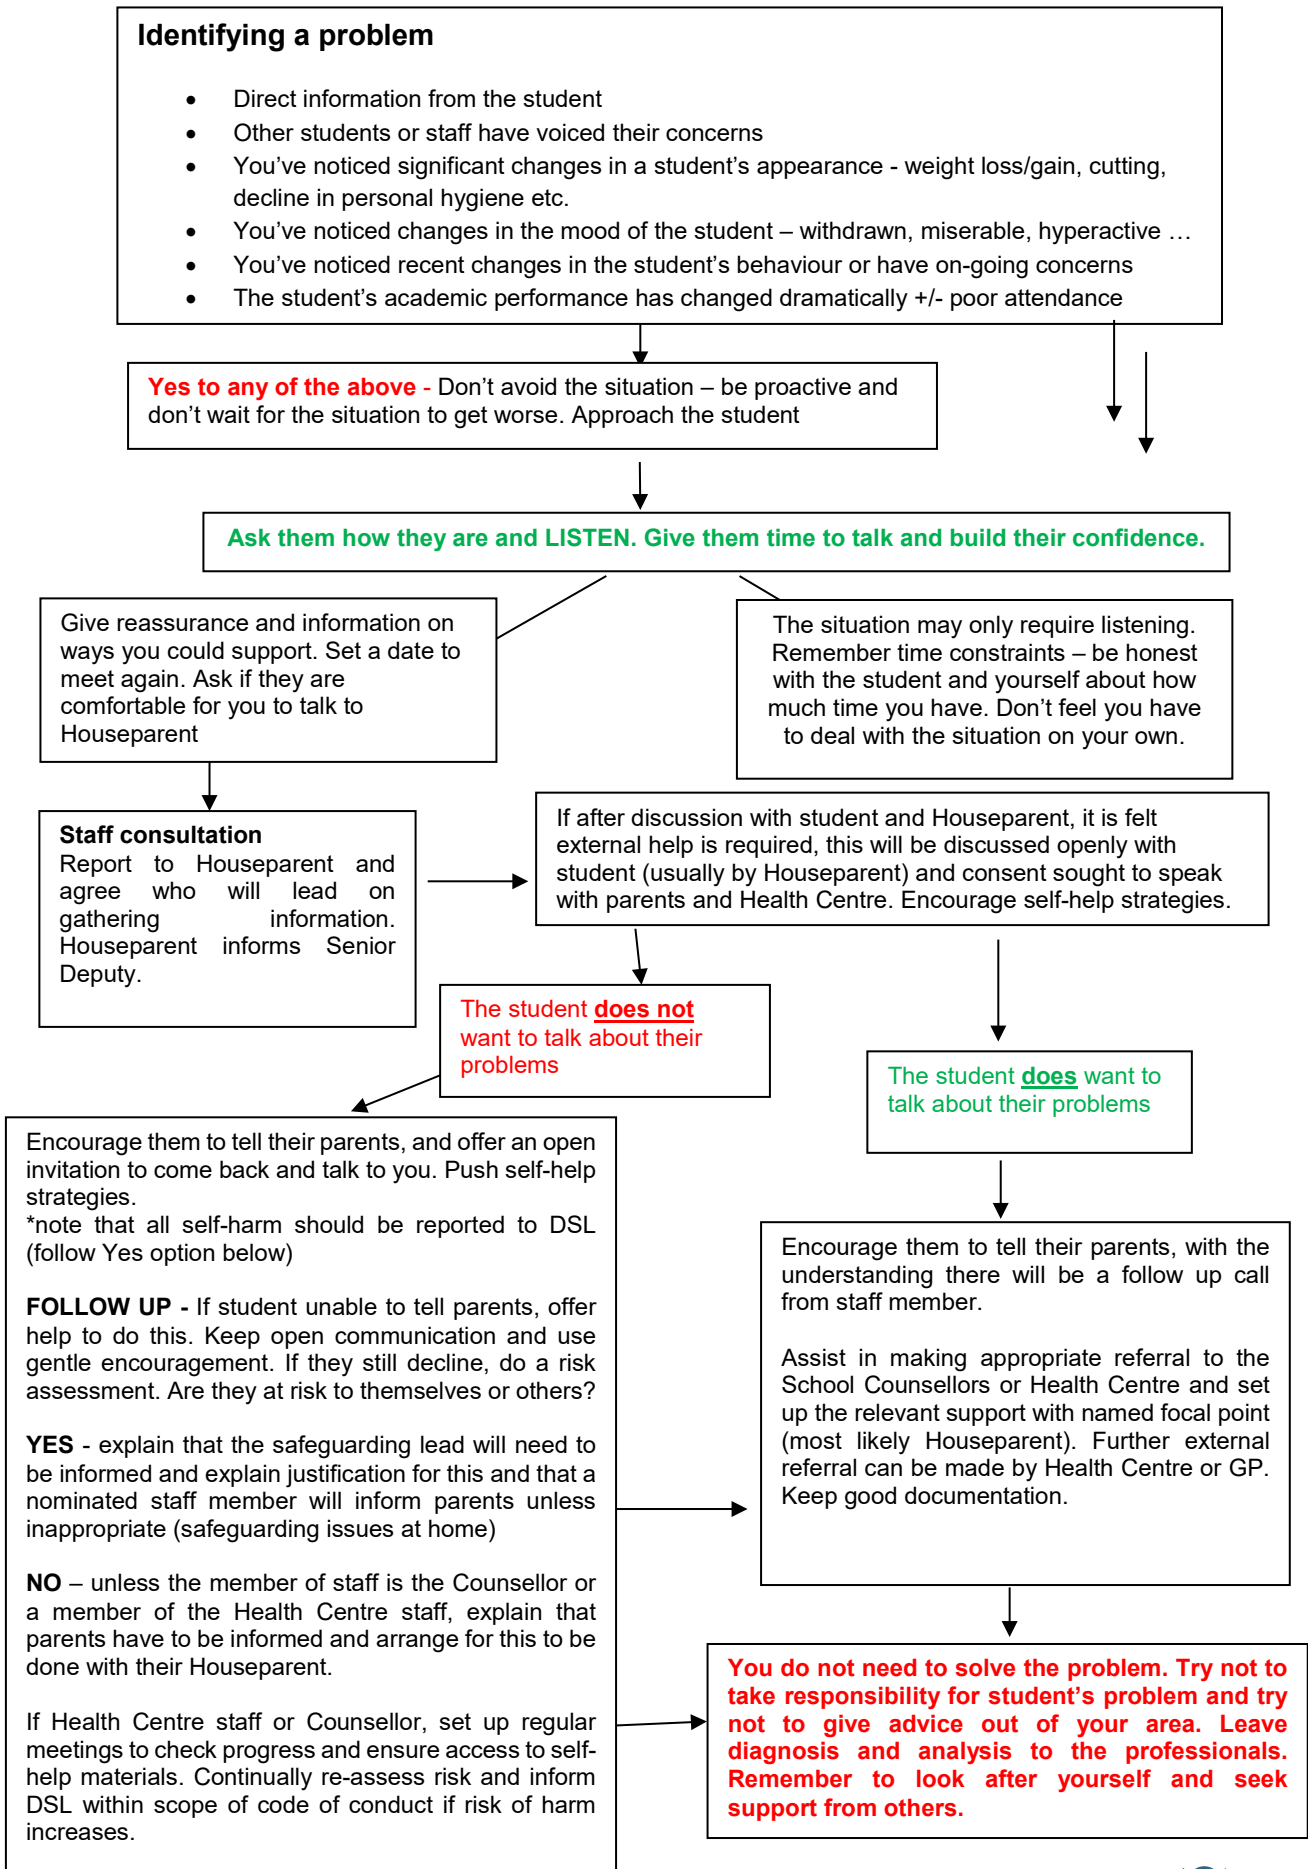 Identifying a problem
• Direct information from the student
• Other students or staff have voiced their concerns
• You’ve noticed significant changes in a student’s appearance - weight loss/gain, cutting,
decline in personal hygiene etc.
• You’ve noticed changes in the mood of the student – withdrawn, miserable, hyperactive …
• You’ve noticed recent changes in the student’s behaviour or have on-going concerns
• The student’s academic performance has changed dramatically +/- poor attendance
Yes to any of the above - Don’t avoid the situation – be proactive and
don’t wait for the situation to get worse. Approach the student
Ask them how they are and LISTEN. Give them time to talk and build their confidence.
Give reassurance and information on
ways you could support. Set a date to
meet again. Ask if they are
comfortable for you to talk to
Houseparent
The situation may only require listening.
Remember time constraints – be honest
with the student and yourself about how
much time you have. Don’t feel you have
to deal with the situation on your own.
Staff consultation
Report to Houseparent and
agree who will lead on
gathering information.
Houseparent informs Senior
Deputy.
If after discussion with student and Houseparent, it is felt
external help is required, this will be discussed openly with
student (usually by Houseparent) and consent sought to speak
with parents and Health Centre. Encourage self-help strategies.
The student does not
want to talk about their
problems
The student does want to
talk about their problems
Encourage them to tell their parents, and offer an open
invitation to come back and talk to you. Push self-help
strategies.
*note that all self-harm should be reported to DSL
(follow Yes option below)
FOLLOW UP - If student unable to tell parents, offer
help to do this. Keep open communication and use
gentle encouragement. If they still decline, do a risk
assessment. Are they at risk to themselves or others?
YES - explain that the safeguarding lead will need to
be informed and explain justification for this and that a
nominated staff member will inform parents unless
inappropriate (safeguarding issues at home)
NO – unless the member of staff is the Counsellor or
a member of the Health Centre staff, explain that
parents have to be informed and arrange for this to be
done with their Houseparent.
If Health Centre staff or Counsellor, set up regular
meetings to check progress and ensure access to self-
help materials. Continually re-assess risk and inform
DSL within scope of code of conduct if risk of harm
increases.
Encourage them to tell their parents, with the
understanding there will be a follow up call
from staff member.
Assist in making appropriate referral to the
School Counsellors or Health Centre and set
up the relevant support with named focal point
(most likely Houseparent). Further external
referral can be made by Health Centre or GP.
Keep good documentation.
You do not need to solve the problem. Try not to
take responsibility for student’s problem and try
not to give advice out of your area. Leave
diagnosis and analysis to the professionals.
Remember to look after yourself and seek
support from others.